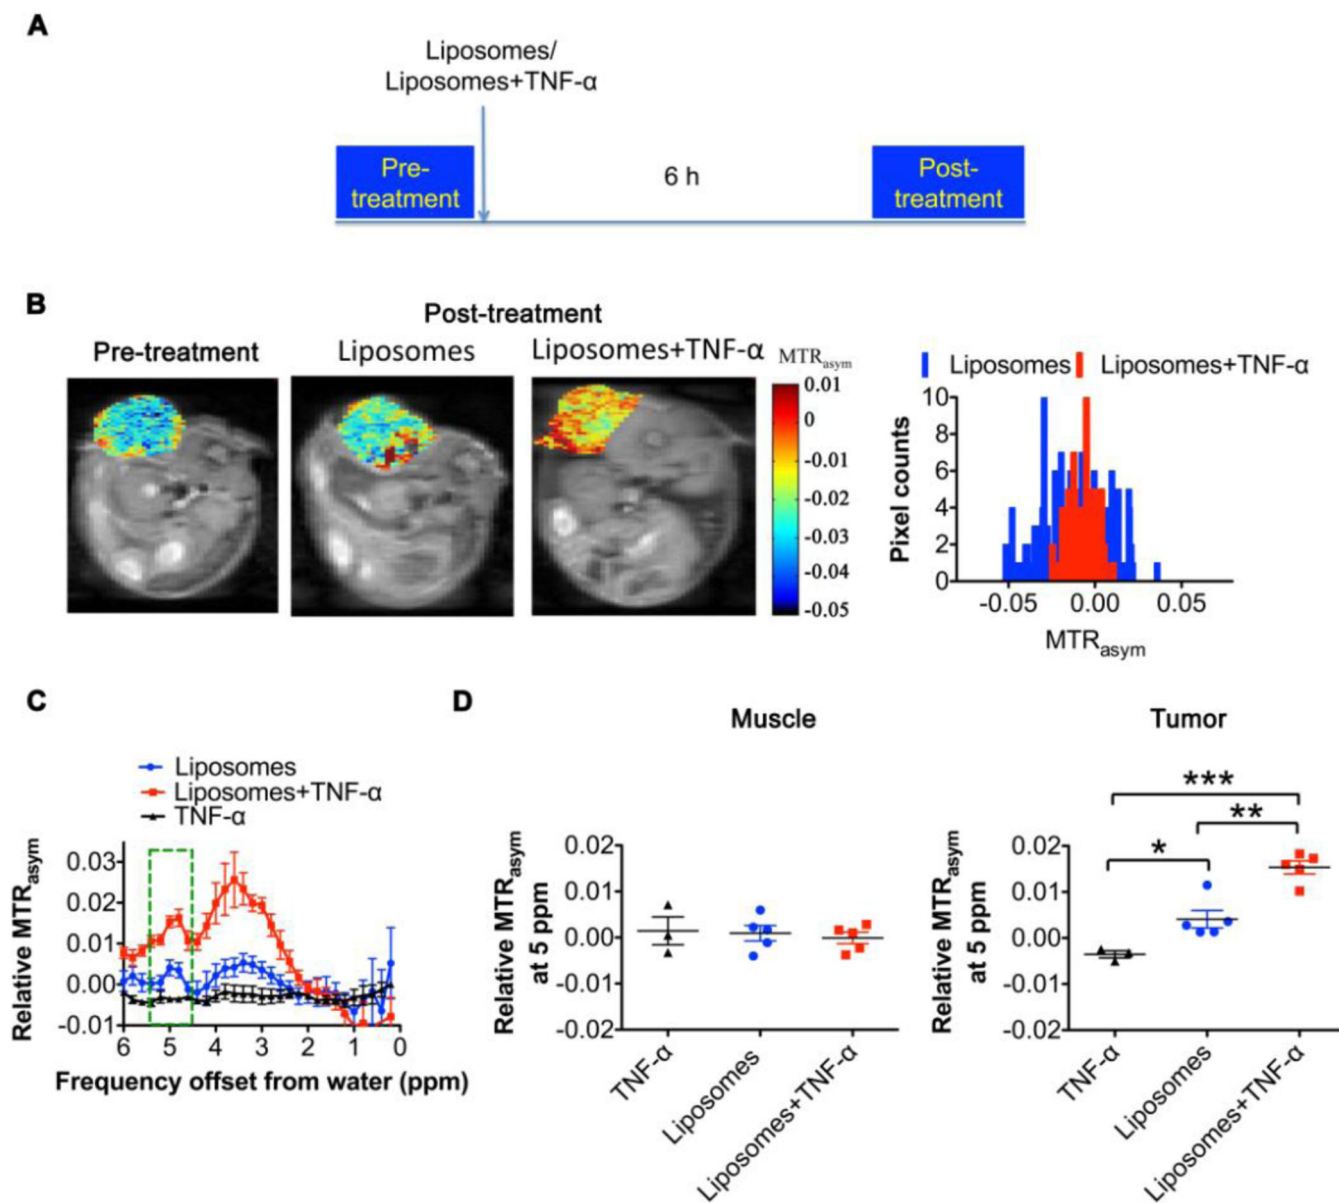 A
Liposomes/
Liposomes+TNF-α
Pre-
treatment
6 h
Post-
treatment
B
Post-treatment
Pre-treatment
Liposomes
Liposomes+TNF-α
MTRasym
0.01
0
-0.01
-0.02
-0.03
-0.04
-0.05
Liposomes
Liposomes+TNF-α
Pixel counts
10
8
6
4
2
0
-0.05
0.00
0.05
MTRasym
C
Liposomes
Liposomes+TNF-α
TNF-α
Relative MTRasym
0.03
0.02
0.01
0.00
-0.01
6 5 4 3 2 1 0
Frequency offset from water (ppm)
D
Muscle
Relative MTRasym
at 5 ppm
0.02
0.01
0.00
-0.01
-0.02
TNF-α
Liposomes
Liposomes+TNF-α
Tumor
***
**
*
Relative MTRasym
at 5 ppm
0.02
0.01
0.00
-0.01
-0.02
TNF-α
Liposomes
Liposomes+TNF-α